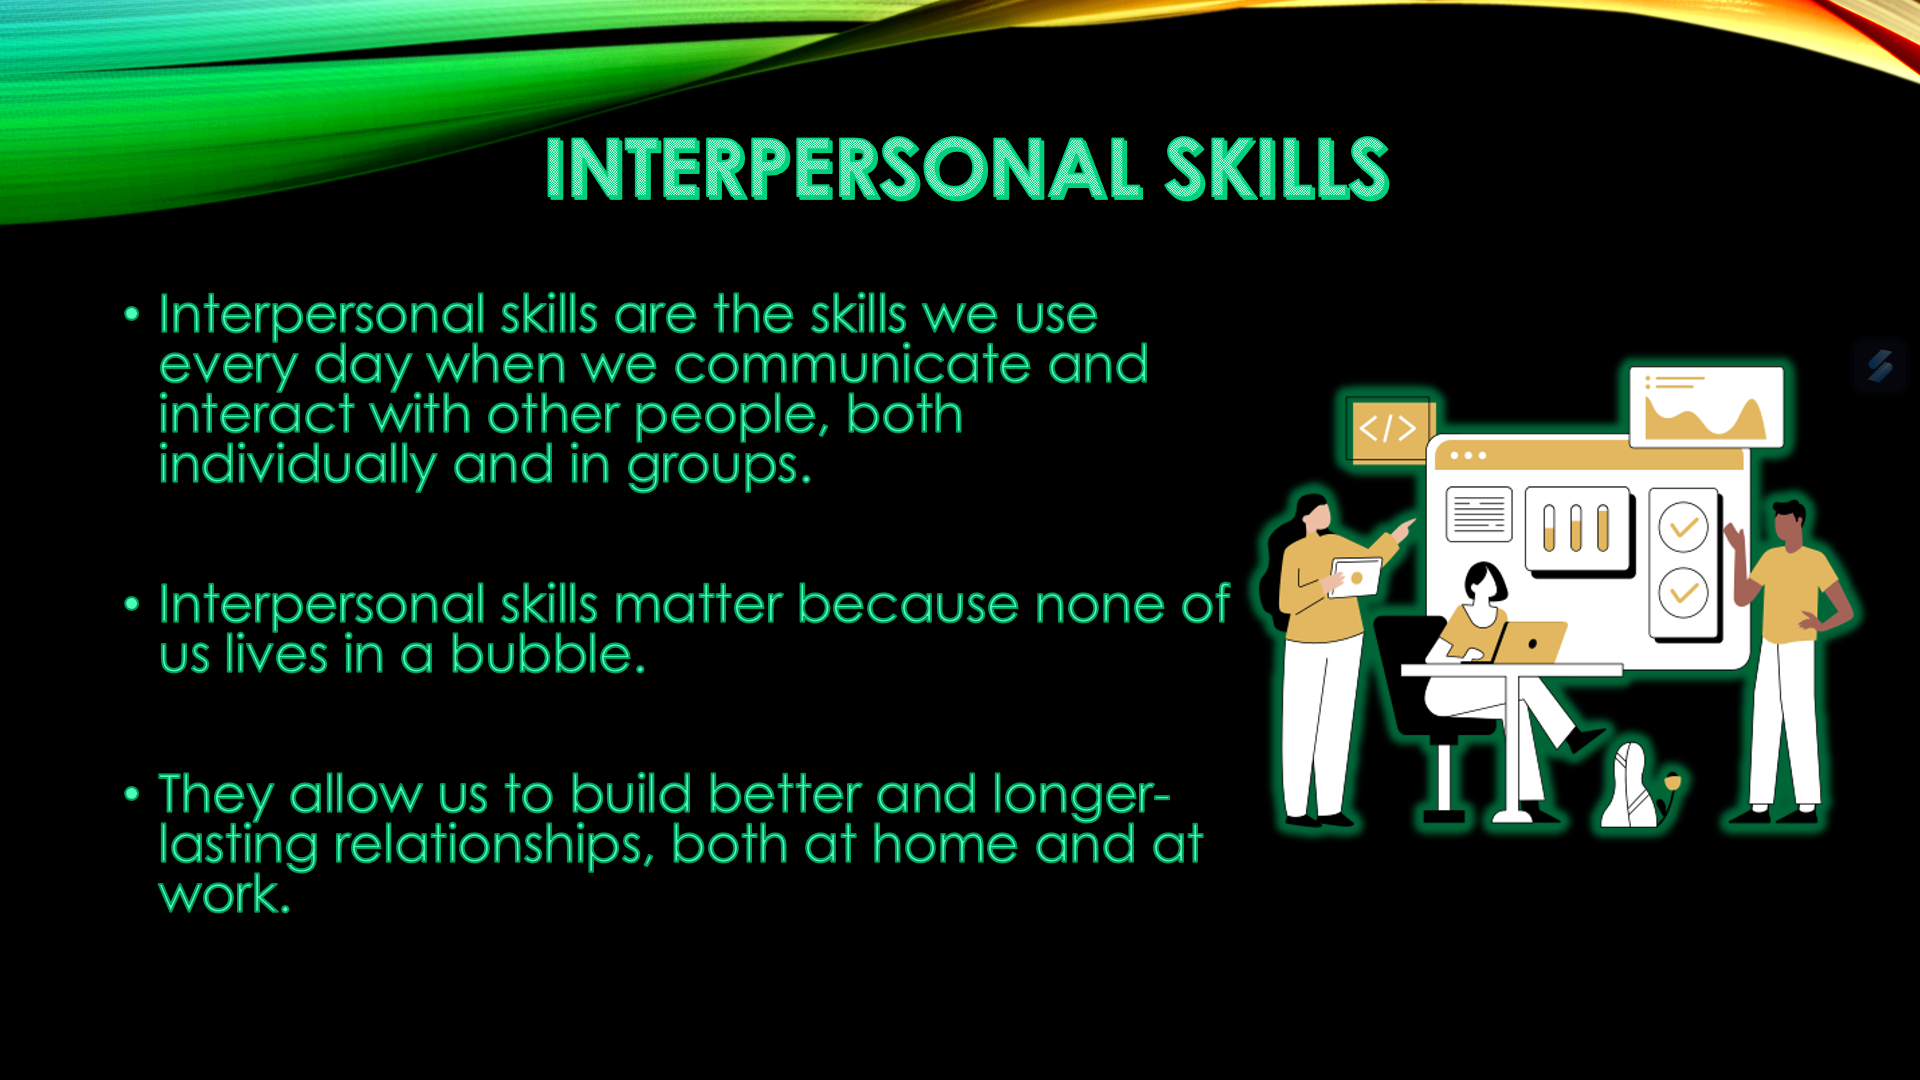 INTERPERSONAL SKILLS
• Interpersonal skills are the skills we use
every day when we communicate and
interact with other people, both
individually and in groups.
• Interpersonal skills matter because none of
us lives in a bubble.
• They allow us to build better and longer-
lasting relationships, both at home and at
work.
</>